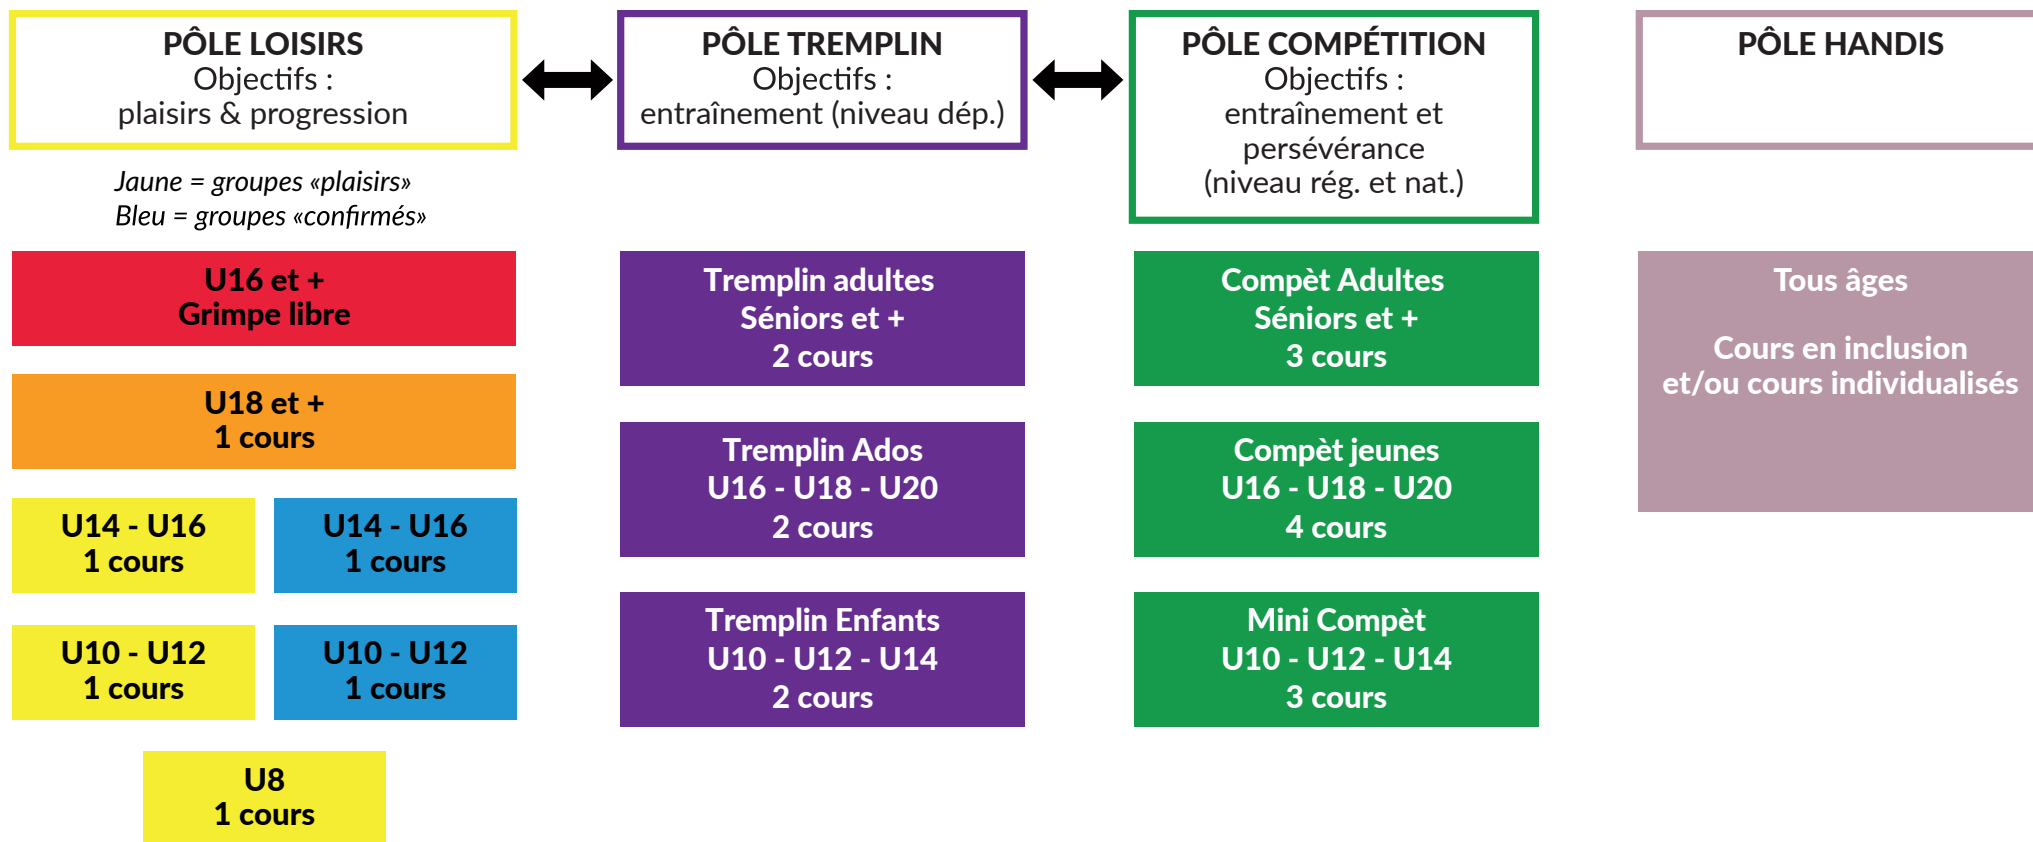 PÔLE LOISIRS
Objectifs :
plaisirs & progression
Jaune = groupes «plaisirs»
Bleu = groupes «confirmés»
U16 et +
Grimpe libre
U18 et +
1 cours
U14 - U16
1 cours
U14 - U16
1 cours
U10 - U12
1 cours
U10 - U12
1 cours
U8
1 cours
PÔLE TREMPLIN
Objectifs :
entraînement (niveau dép.)
Tremplin adultes
Séniors et +
2 cours
Tremplin Ados
U16 - U18 - U20
2 cours
Tremplin Enfants
U10 - U12 - U14
2 cours
PÔLE COMPÉTITION
Objectifs :
entraînement et
persévérance
(niveau rég. et nat.)
Compèt Adultes
Séniors et +
3 cours
Compèt jeunes
U16 - U18 - U20
4 cours
Mini Compèt
U10 - U12 - U14
3 cours
PÔLE HANDIS
Tous âges
Cours en inclusion
et/ou cours individualisés